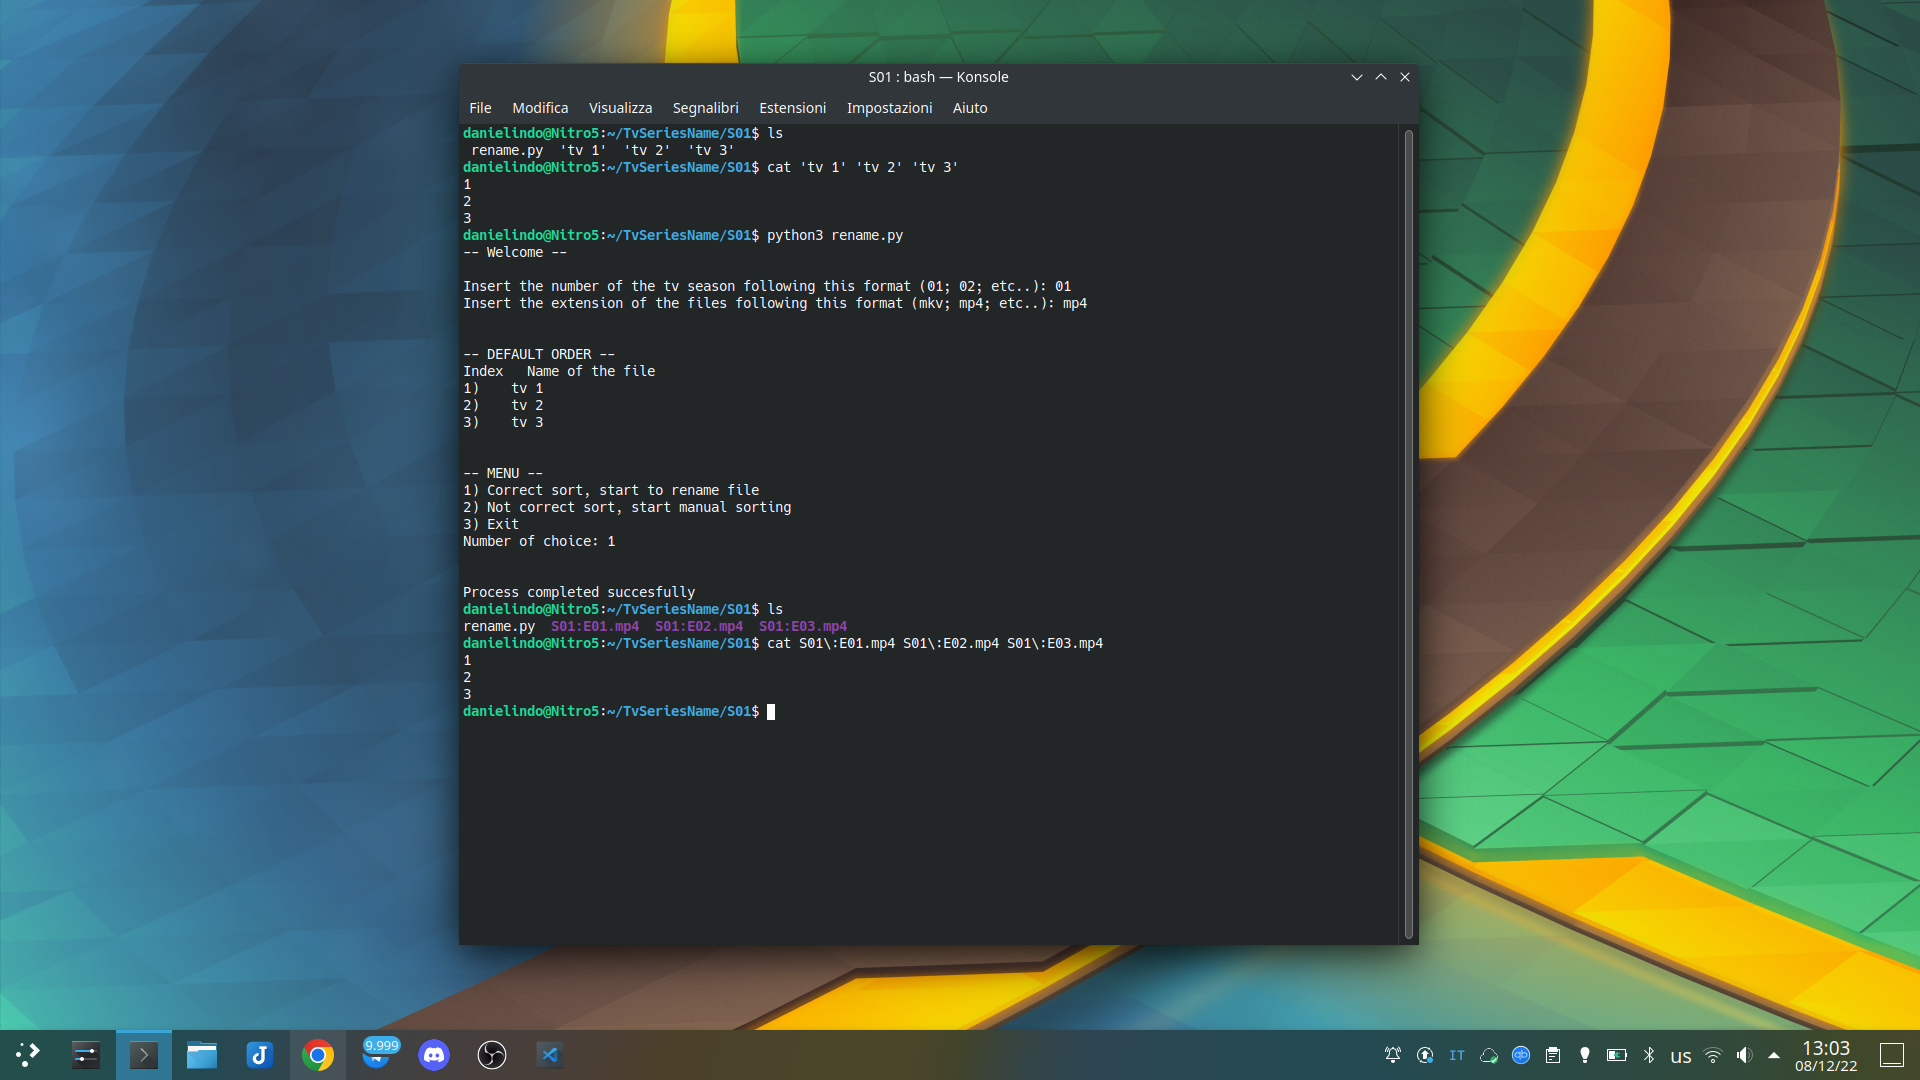 S01 : bash — Konsole
File Modifica Visualizza Segnalibri Estensioni Impostazioni Aiuto
danielindo@Nitro5:~/TvSeriesName/S01$ ls
 rename.py  'tv 1'  'tv 2'  'tv 3'
danielindo@Nitro5:~/TvSeriesName/S01$ cat 'tv 1' 'tv 2' 'tv 3'
1
2
3
danielindo@Nitro5:~/TvSeriesName/S01$ python3 rename.py
-- Welcome --
Insert the number of the tv season following this format (01; 02; etc..): 01
Insert the extension of the files following this format (mkv; mp4; etc..): mp4
-- DEFAULT ORDER --
Index   Name of the file
1)    tv 1
2)    tv 2
3)    tv 3
-- MENU --
1) Correct sort, start to rename file
2) Not correct sort, start manual sorting
3) Exit
Number of choice: 1
Process completed succesfully
danielindo@Nitro5:~/TvSeriesName/S01$ ls
rename.py  S01:E01.mp4  S01:E02.mp4  S01:E03.mp4
danielindo@Nitro5:~/TvSeriesName/S01$ cat S01\:E01.mp4 S01\:E02.mp4 S01\:E03.mp4
1
2
3
danielindo@Nitro5:~/TvSeriesName/S01$
9.999
IT
qb
us
13:03
08/12/22